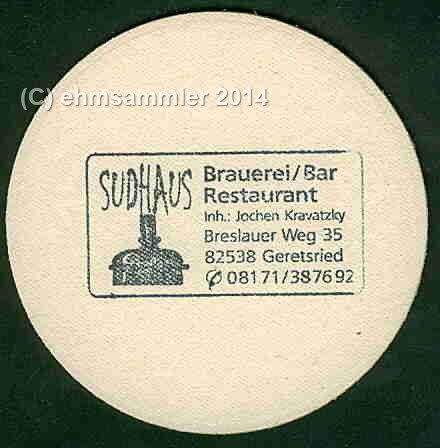 (C) ehmsammler 2014
SUDHAUS
Brauerei/Bar
Restaurant
Inh.: Jochen Kravatzky
Breslauer Weg 35
82538 Geretsried
✆ 08171/387692